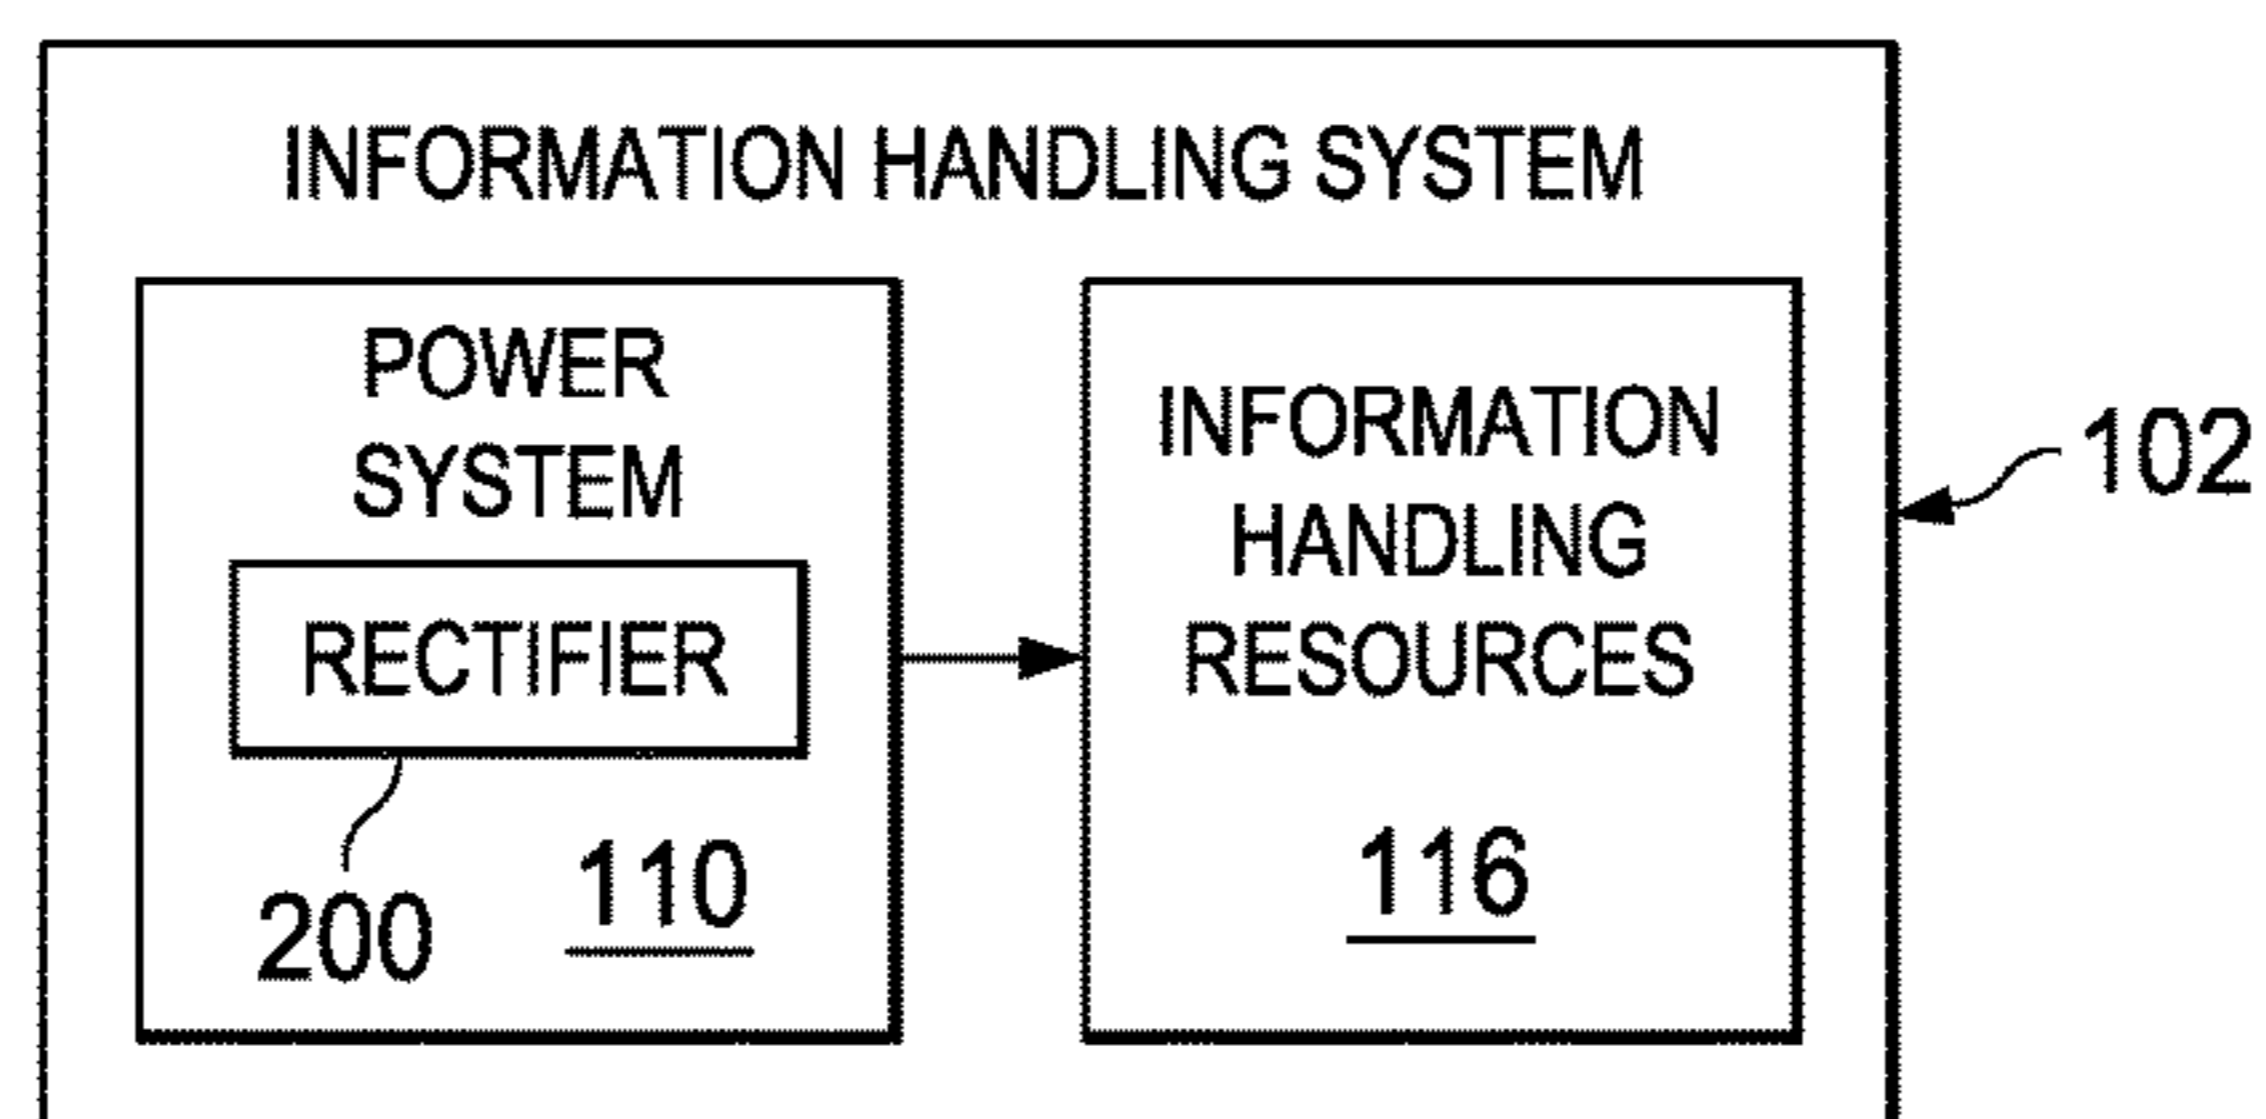 INFORMATION HANDLING SYSTEM
POWER
SYSTEM
RECTIFIER
200
110
INFORMATION
HANDLING
RESOURCES
116
102